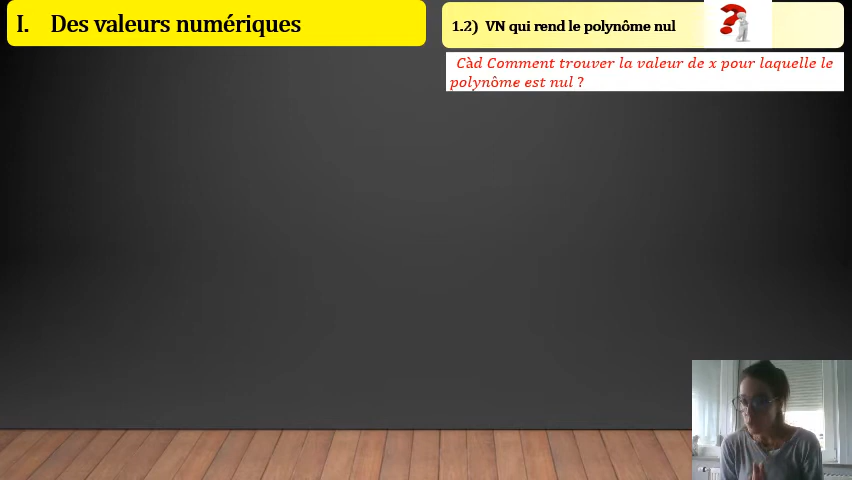 I. Des valeurs numériques
1.2) VN qui rend le polynôme nul
Càd Comment trouver la valeur de x pour laquelle le
polynôme est nul ?